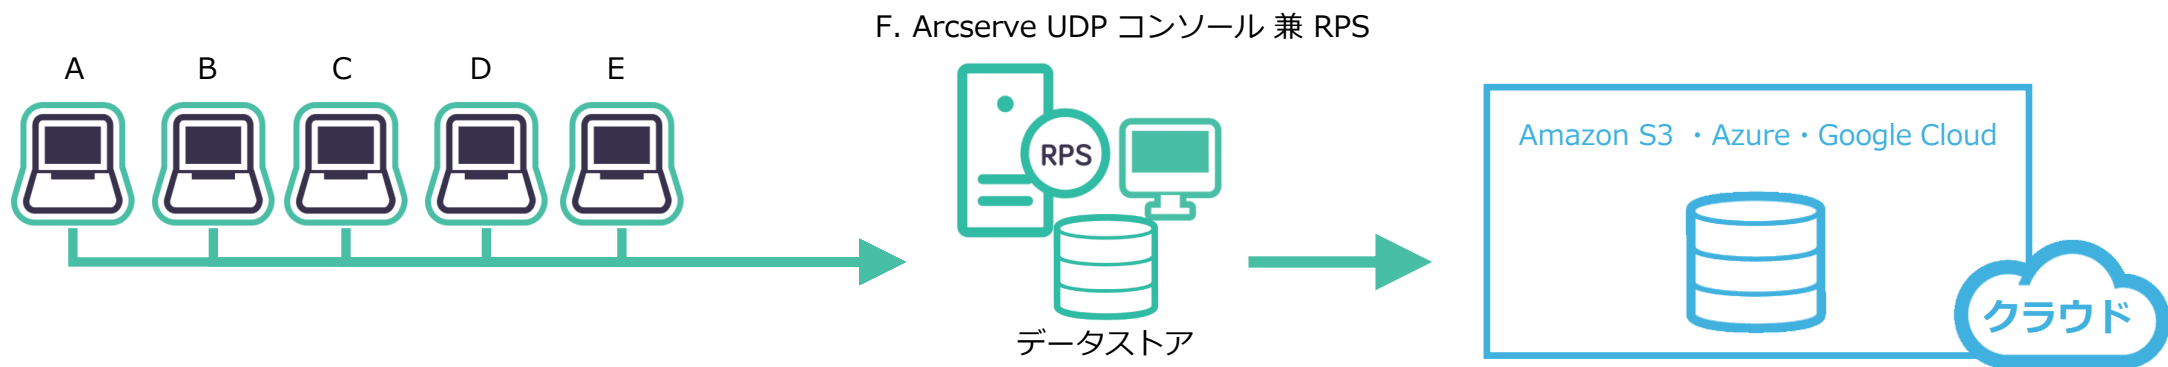 F. Arcserve UDP コンソール 兼 RPS
A B C D E
RPS
データストア
Amazon S3 ・Azure・Google Cloud
クラウド